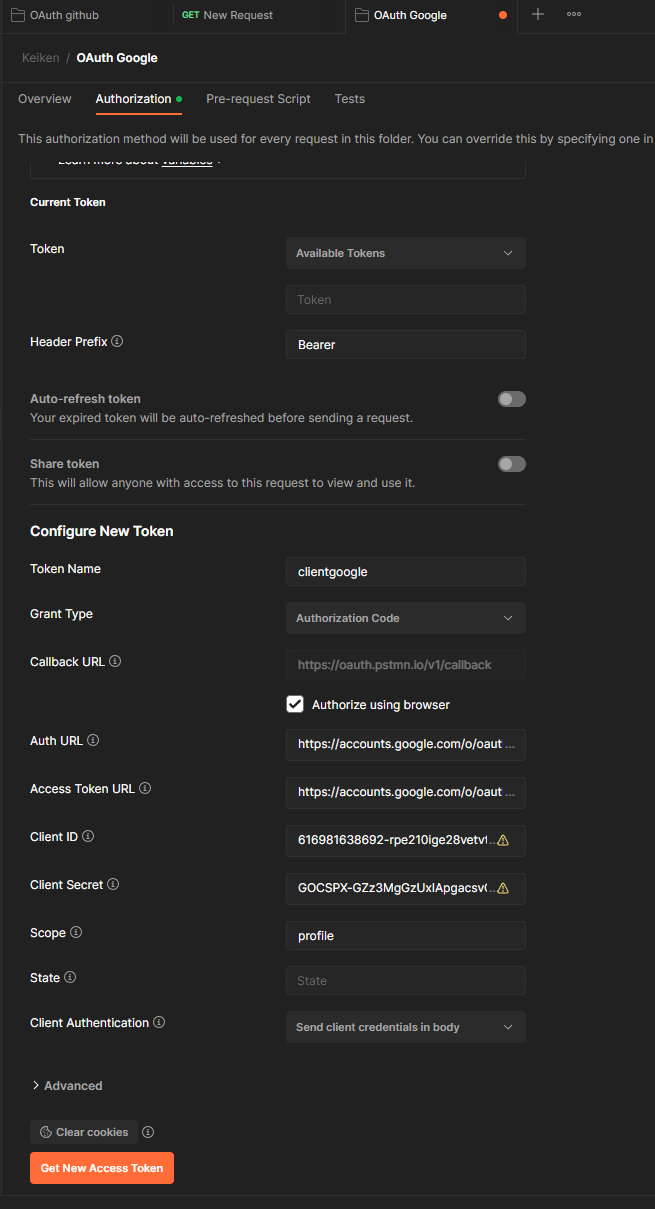 OAuth github
GET New Request
OAuth Google
Keiken / OAuth Google
Overview
Authorization
Pre-request Script
Tests
This authorization method will be used for every request in this folder. You can override this by specifying one in
Learn more about variables
Current Token
Token
Available Tokens
Token
Header Prefix
Bearer
Auto-refresh token
Your expired token will be auto-refreshed before sending a request.
Share token
This will allow anyone with access to this request to view and use it.
Configure New Token
Token Name
clientgoogle
Grant Type
Authorization Code
Callback URL
https://oauth.pstmn.io/v1/callback
Authorize using browser
Auth URL
https://accounts.google.com/o/oaut ...
Access Token URL
https://accounts.google.com/o/oaut ...
Client ID
616981638692-rpe210ige28vetv
Client Secret
Scope
profile
State
State
Client Authentication
Send client credentials in body
Advanced
Clear cookies
Get New Access Token